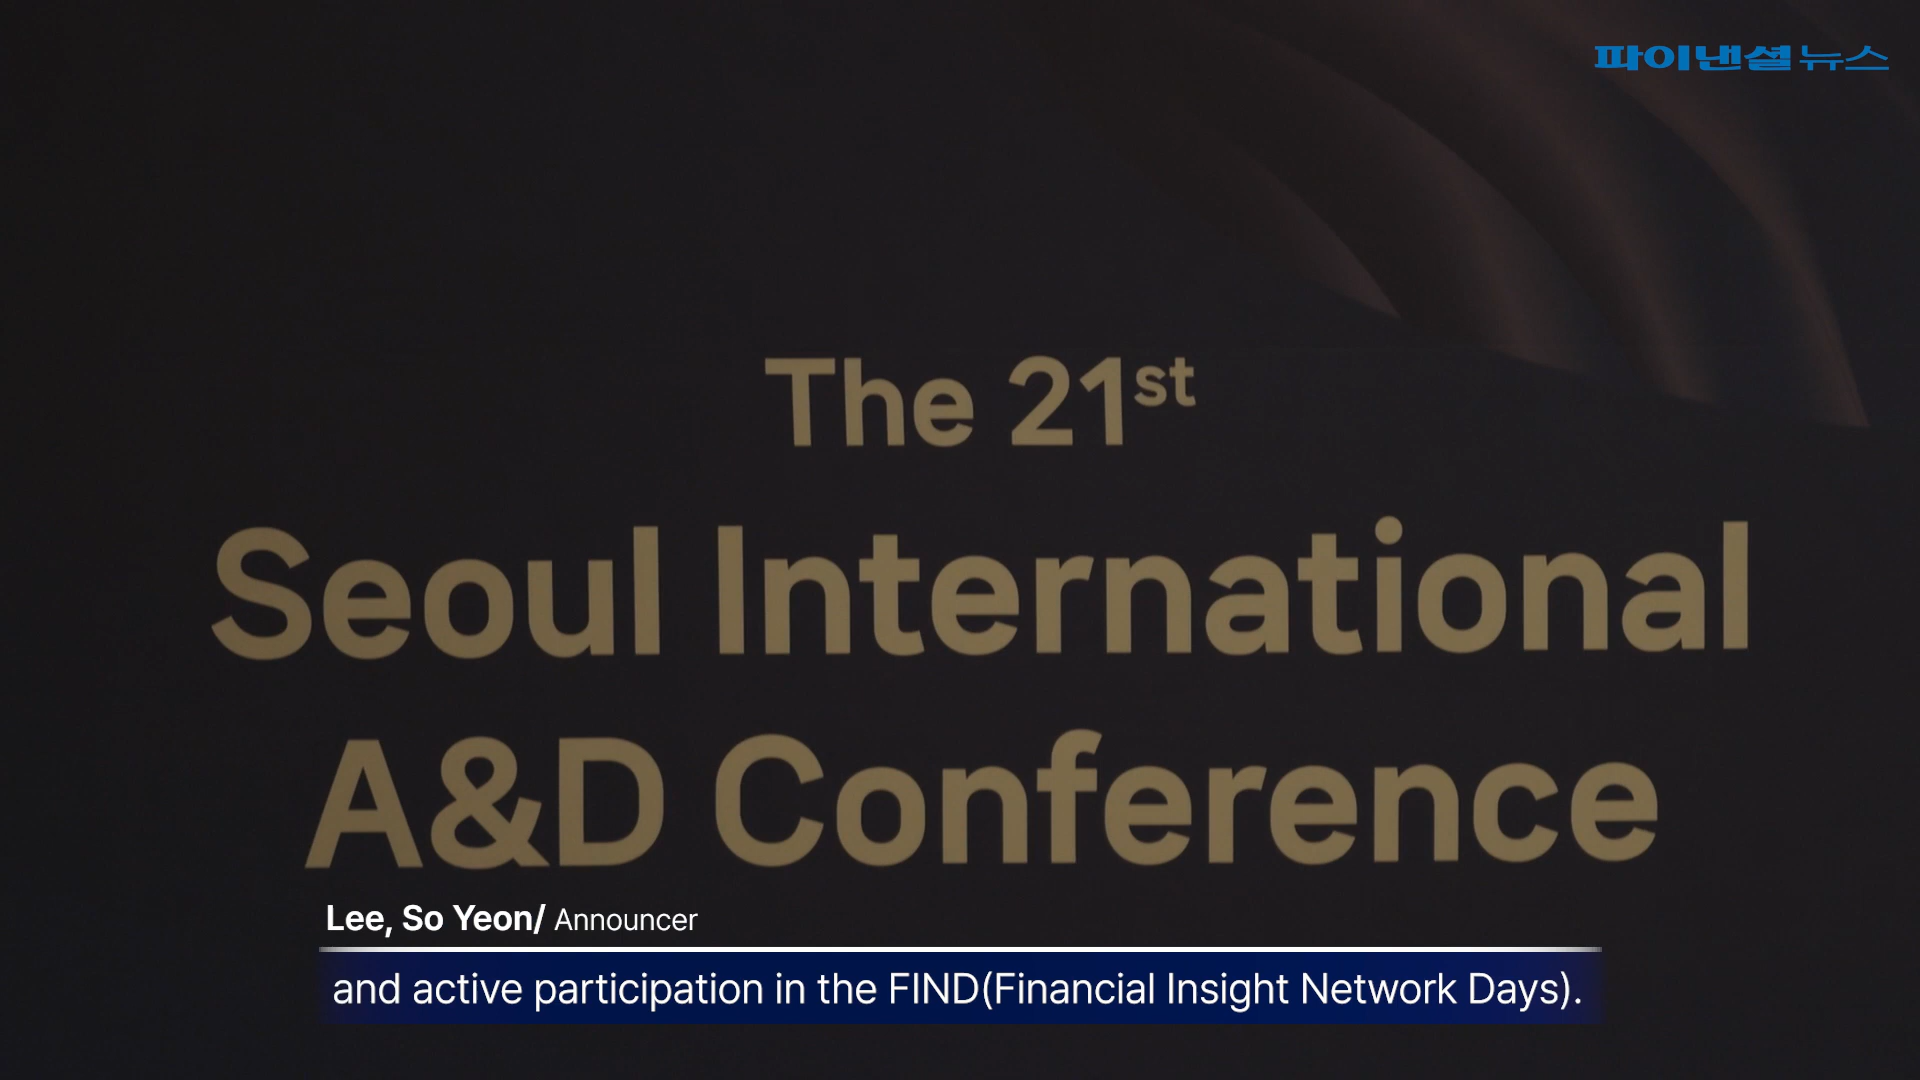 파이낸셜뉴스
The 21st
Seoul International
A&D Conference
Lee, So Yeon/ Announcer
and active participation in the FIND(Financial Insight Network Days).